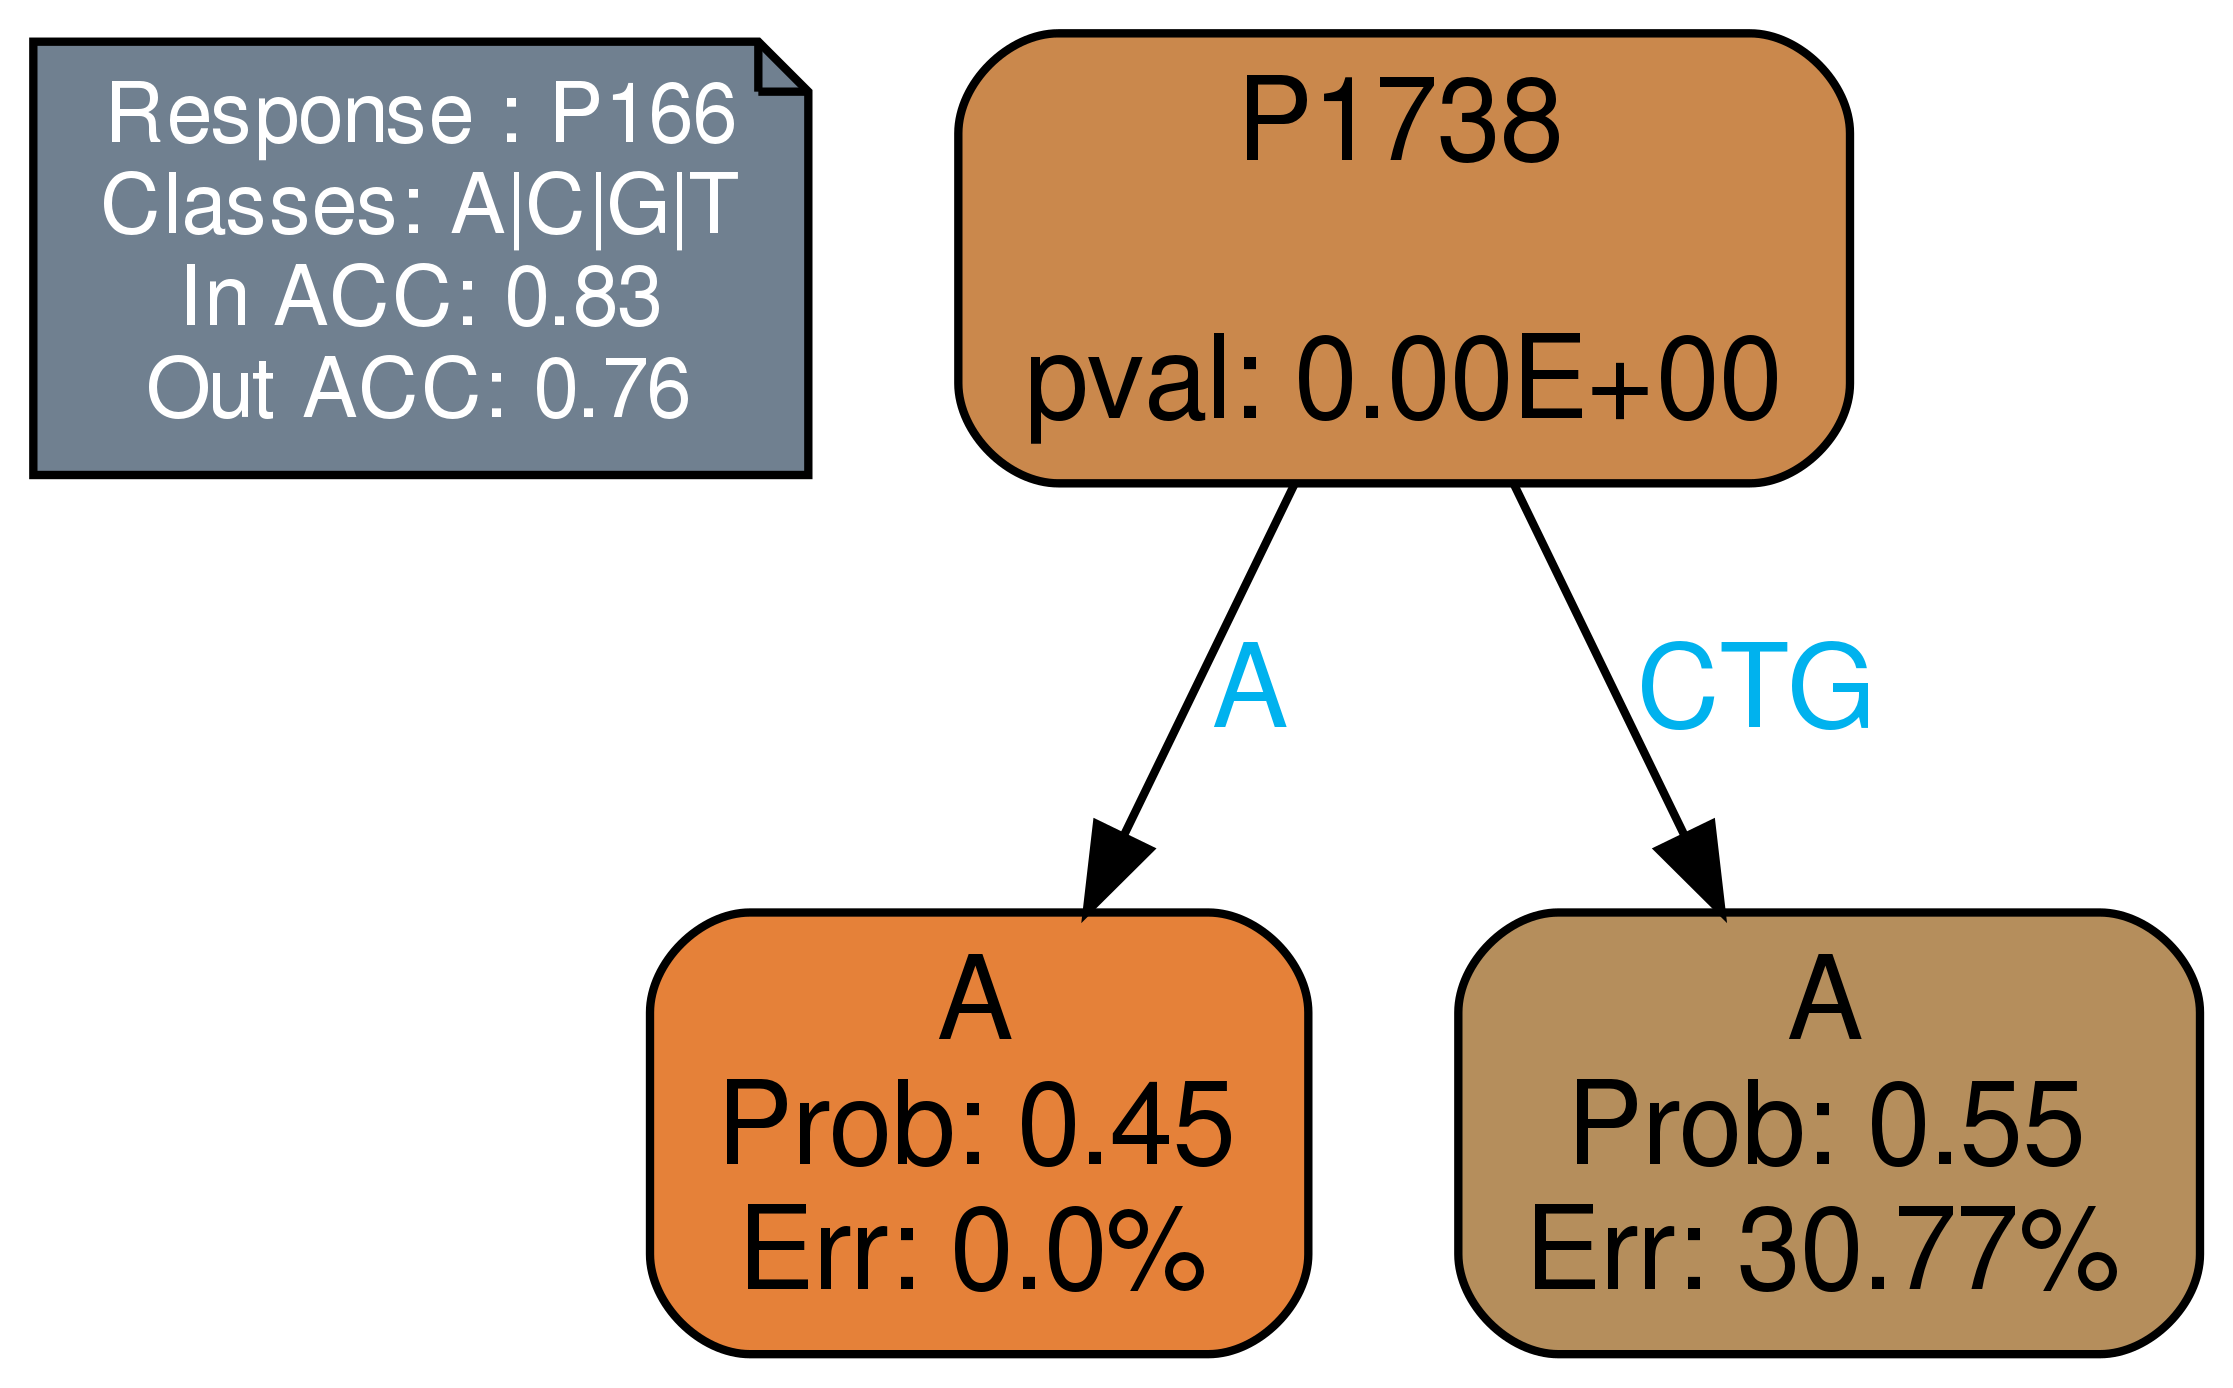 Response : P166
Classes: A|C|G|T
In ACC: 0.83
Out ACC: 0.76
P1738
pval: 0.00E+00
A
CTG
A
Prob: 0.45
Err: 0.0%
A
Prob: 0.55
Err: 30.77%